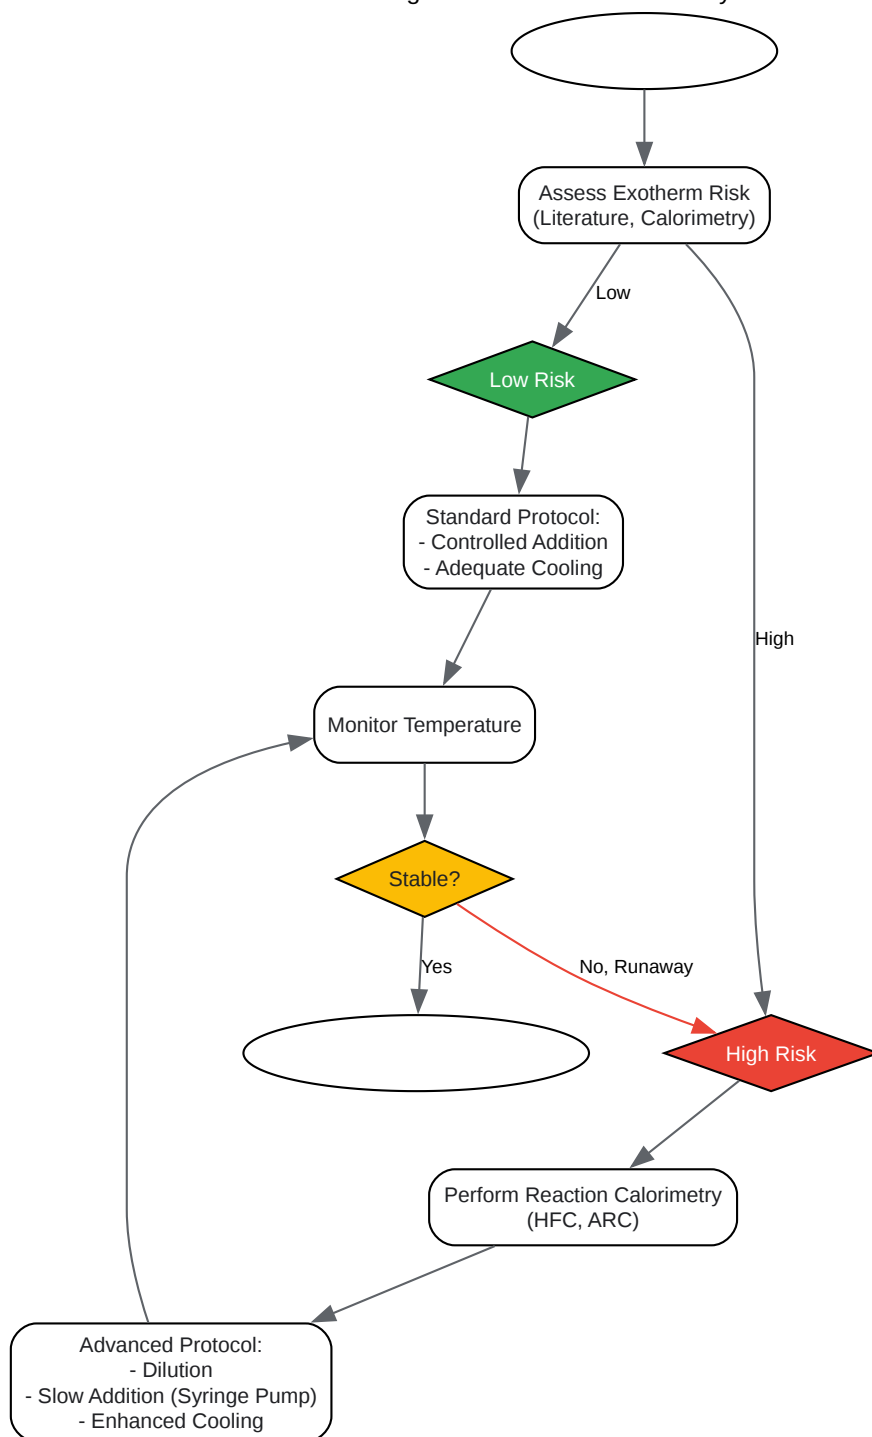 Assess Exotherm Risk
(Literature, Calorimetry)
Low
Low Risk
Standard Protocol:
- Controlled Addition
- Adequate Cooling
High
Monitor Temperature
Stable?
Yes
No, Runaway
High Risk
Perform Reaction Calorimetry
(HFC, ARC)
Advanced Protocol:
- Dilution
- Slow Addition (Syringe Pump)
- Enhanced Cooling